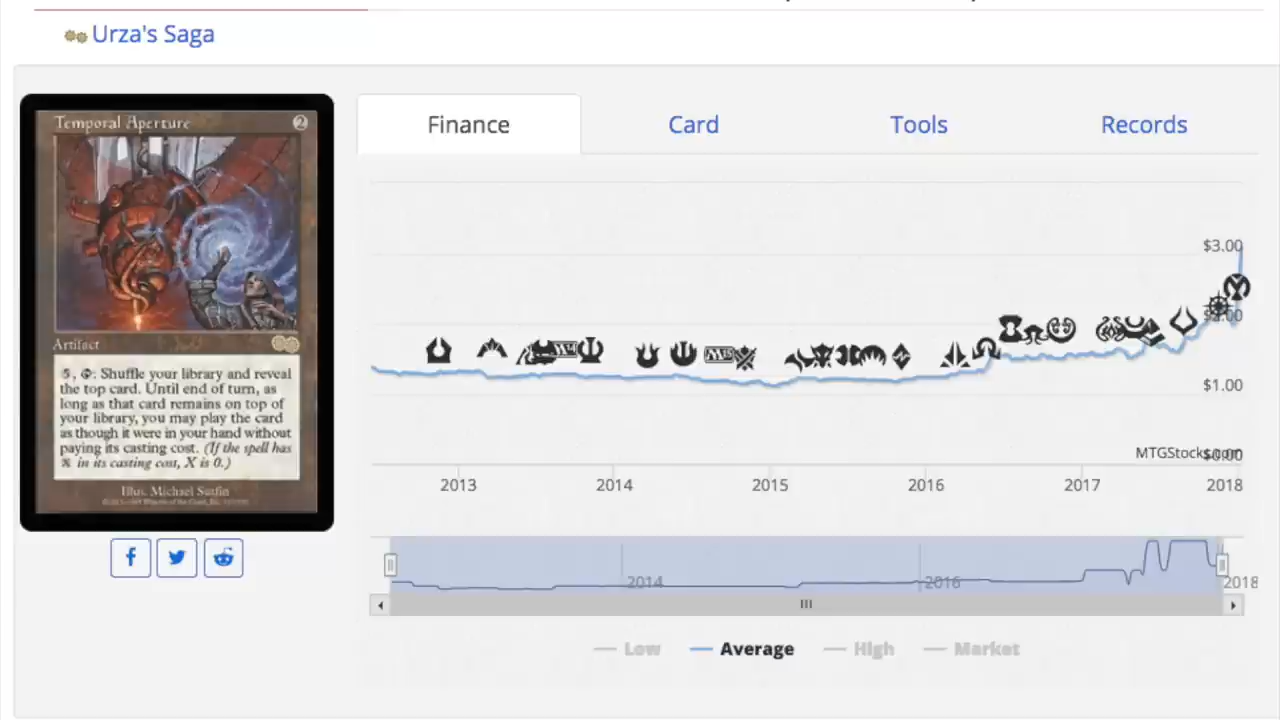 Urza's Saga
Temporal Aperture
2
Artifact
: Shuffle your library and reveal
the top card. Until end of turn, as
long as that card remains on top of
your library, you may play the card
as though it were in your hand without
paying its casting cost. (If the spell has
X in its casting cost, X is 0.)
Illus. Michael Sutfin
Finance
Card
Tools
Records
$3.00
$2.00
$1.00
$0.00
MTGStocks.com
2013
2014
2015
2016
2017
2018
2014
2016
2018
Low
Average
High
Market